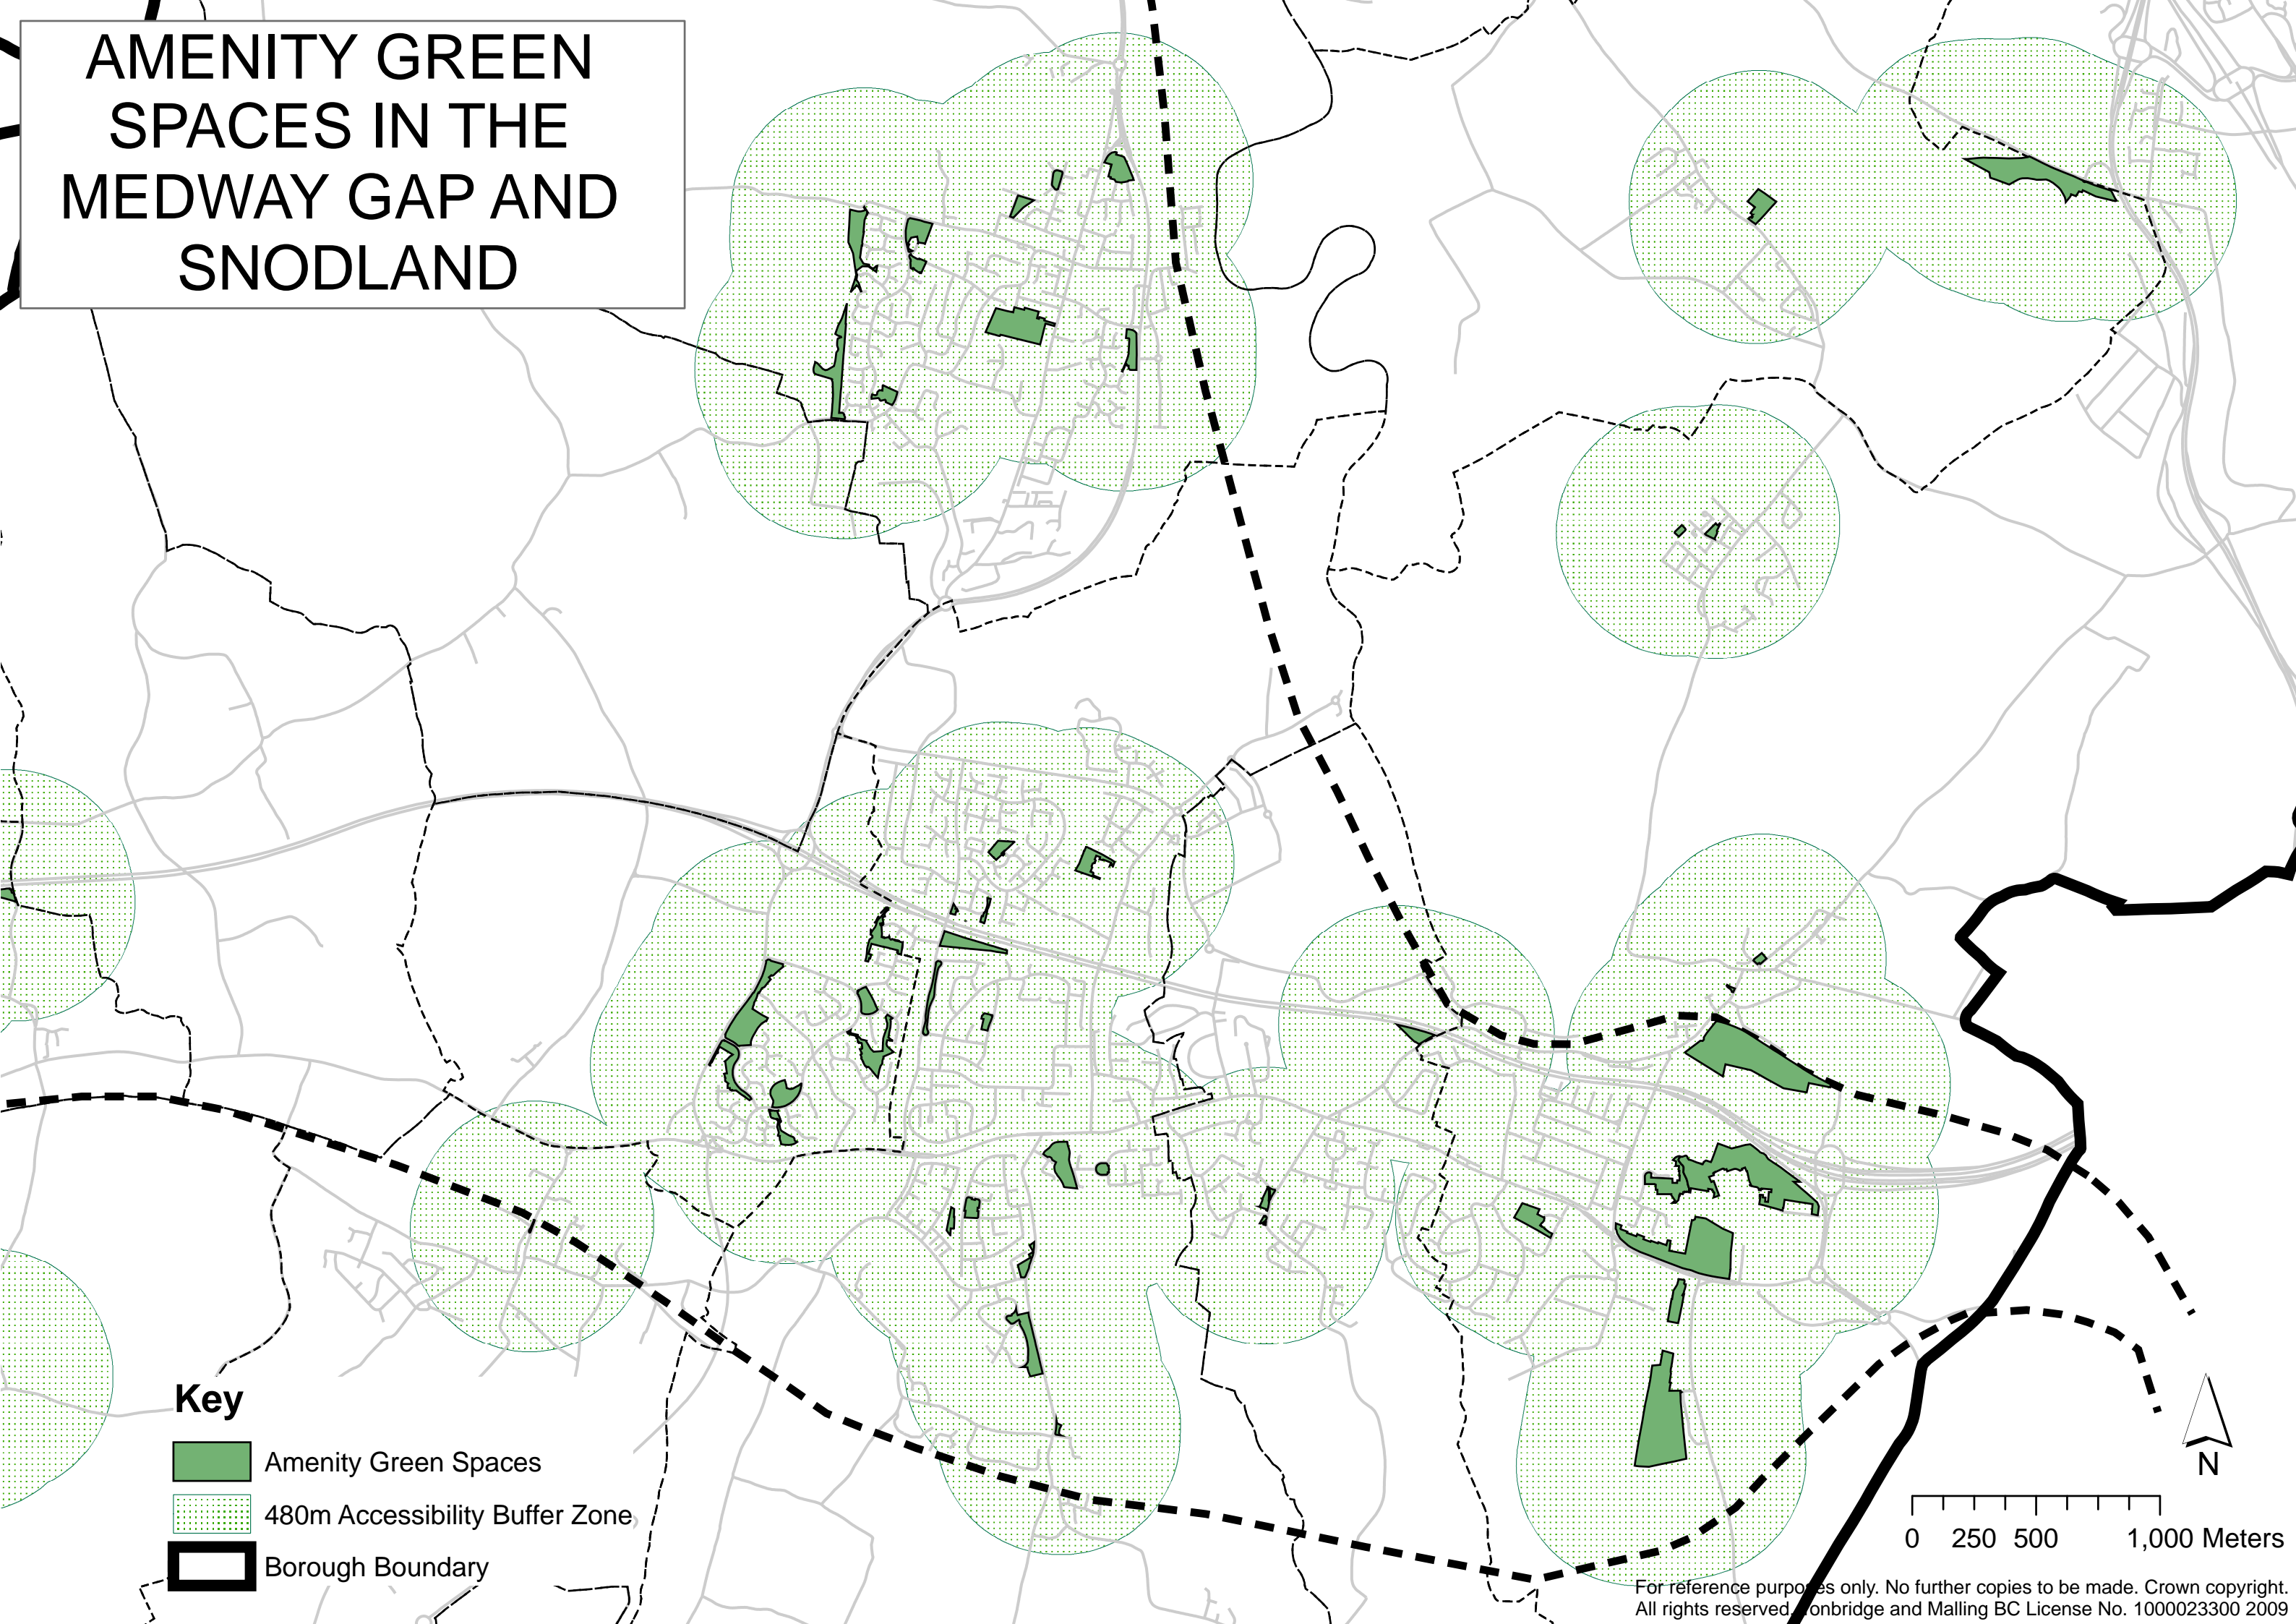 AMENITY GREEN
SPACES IN THE
MEDWAY GAP AND
SNODLAND
Key
Amenity Green Spaces
480m Accessibility Buffer Zone
Borough Boundary
N
0 250 500 1,000 Meters
For reference purposes only. No further copies to be made. Crown copyright.
All rights reserved. Tonbridge and Malling BC License No. 1000023300 2009